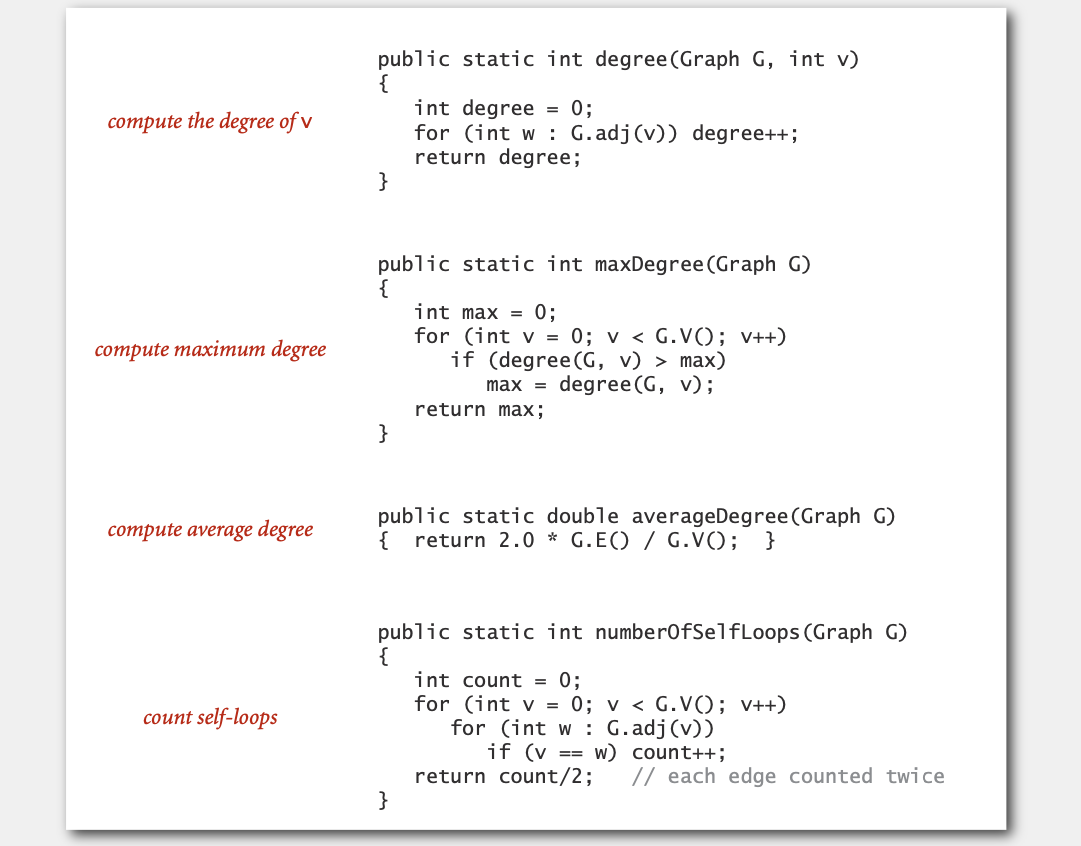 compute the degree of v
public static int degree(Graph G, int v)
{
   int degree = 0;
   for (int w : G.adj(v)) degree++;
   return degree;
}
compute maximum degree
public static int maxDegree(Graph G)
{
   int max = 0;
   for (int v = 0; v < G.V(); v++)
      if (degree(G, v) > max)
         max = degree(G, v);
   return max;
}
compute average degree
public static double averageDegree(Graph G)
{  return 2.0 * G.E() / G.V();  }
count self-loops
public static int numberOfSelfLoops(Graph G)
{
   int count = 0;
   for (int v = 0; v < G.V(); v++)
      for (int w : G.adj(v))
         if (v == w) count++;
   return count/2;   // each edge counted twice
}